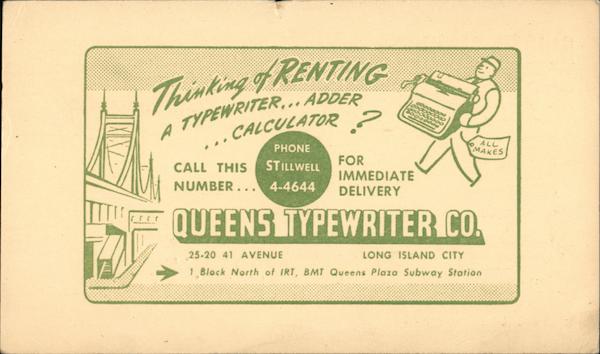 Thinking of RENTING
A TYPEWRITER... ADDER
... CALCULATOR ?
ALL MAKES
CALL THIS NUMBER...
PHONE
STILLWELL
4-4644
FOR IMMEDIATE DELIVERY
QUEENS TYPEWRITER CO.
25-20 41 AVENUE LONG ISLAND CITY
1 Block North of IRT, BMT Queens Plaza Subway Station